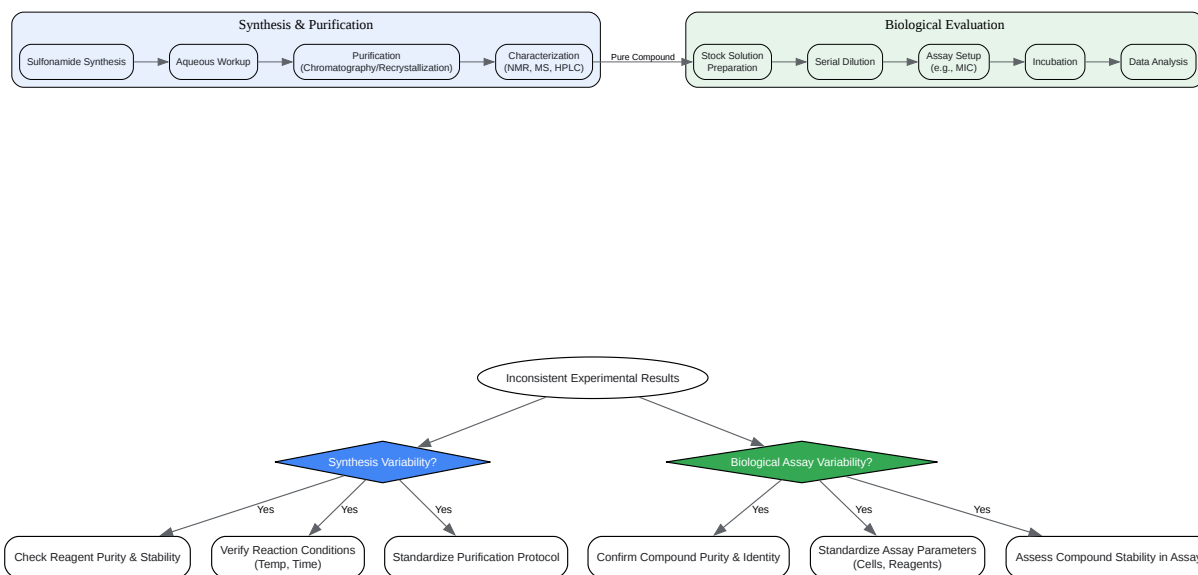 Synthesis & Purification
Biological Evaluation
Sulfonamide Synthesis
Aqueous Workup
Purification
(Chromatography/Recrystallization)
Characterization
(NMR, MS, HPLC)
Pure Compound
Stock Solution
Preparation
Serial Dilution
Assay Setup
(e.g., MIC)
Incubation
Data Analysis
Inconsistent Experimental Results
Synthesis Variability?
Biological Assay Variability?
Yes
Yes
Yes
Yes
Yes
Yes
Check Reagent Purity & Stability
Verify Reaction Conditions
(Temp, Time)
Standardize Purification Protocol
Confirm Compound Purity & Identity
Standardize Assay Parameters
(Cells, Reagents)
Assess Compound Stability in Assay